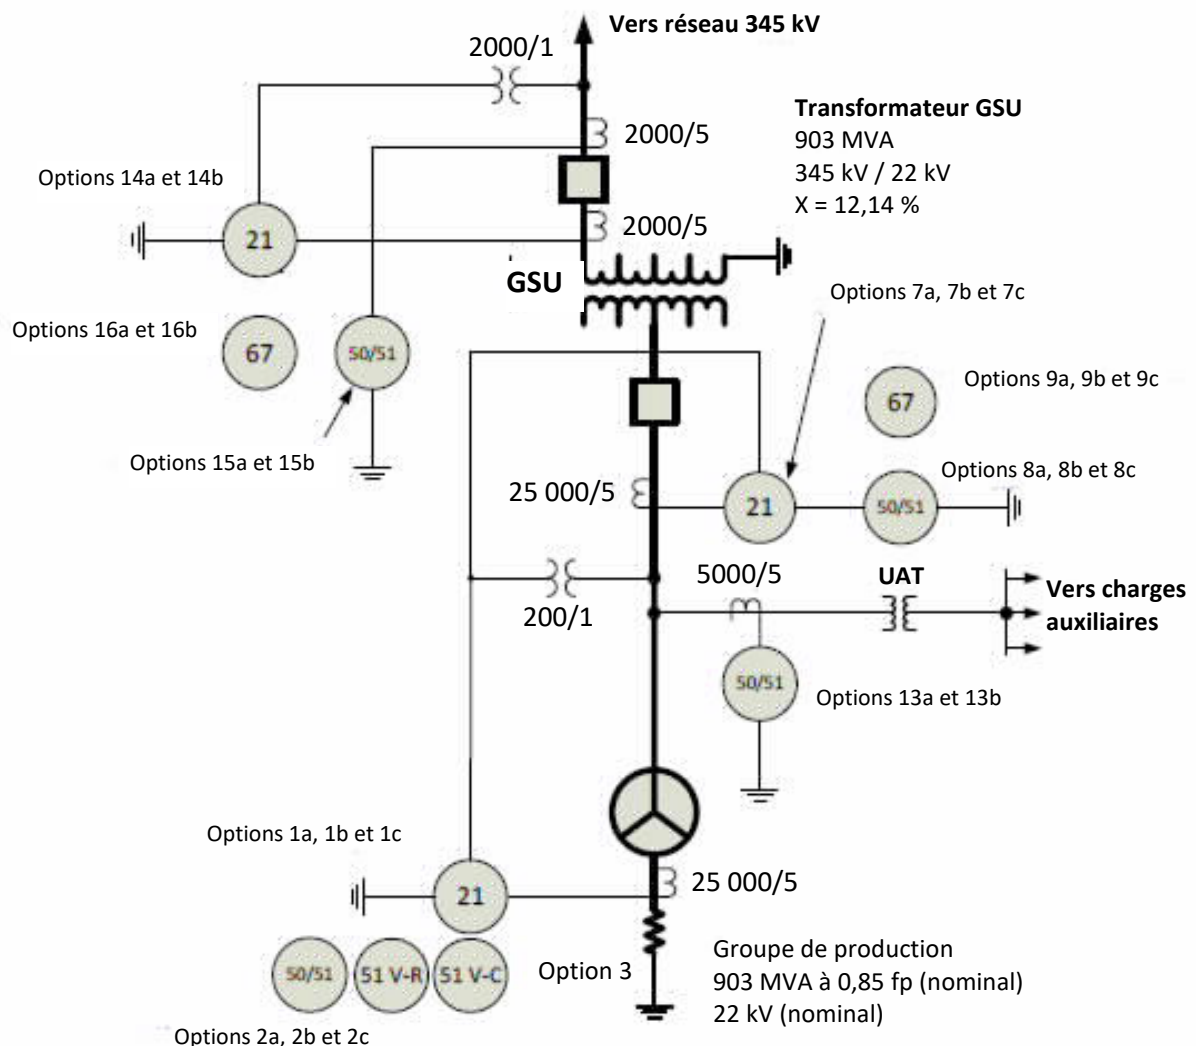 Vers réseau 345 kV
2000/1
Transformateur GSU
903 MVA
345 kV / 22 kV
X = 12,14 %
2000/5
Options 14a et 14b
2000/5
21
GSU
Options 7a, 7b et 7c
Options 16a et 16b
67
50/51
Options 9a, 9b et 9c
67
Options 15a et 15b
Options 8a, 8b et 8c
25 000/5
21
50/51
5000/5
UAT
Vers charges
auxiliaires
200/1
50/51
Options 13a et 13b
Options 1a, 1b et 1c
21
25 000/5
50/51
51 V-R
51 V-C
Option 3
Groupe de production
903 MVA à 0,85 fp (nominal)
22 kV (nominal)
Options 2a, 2b et 2c